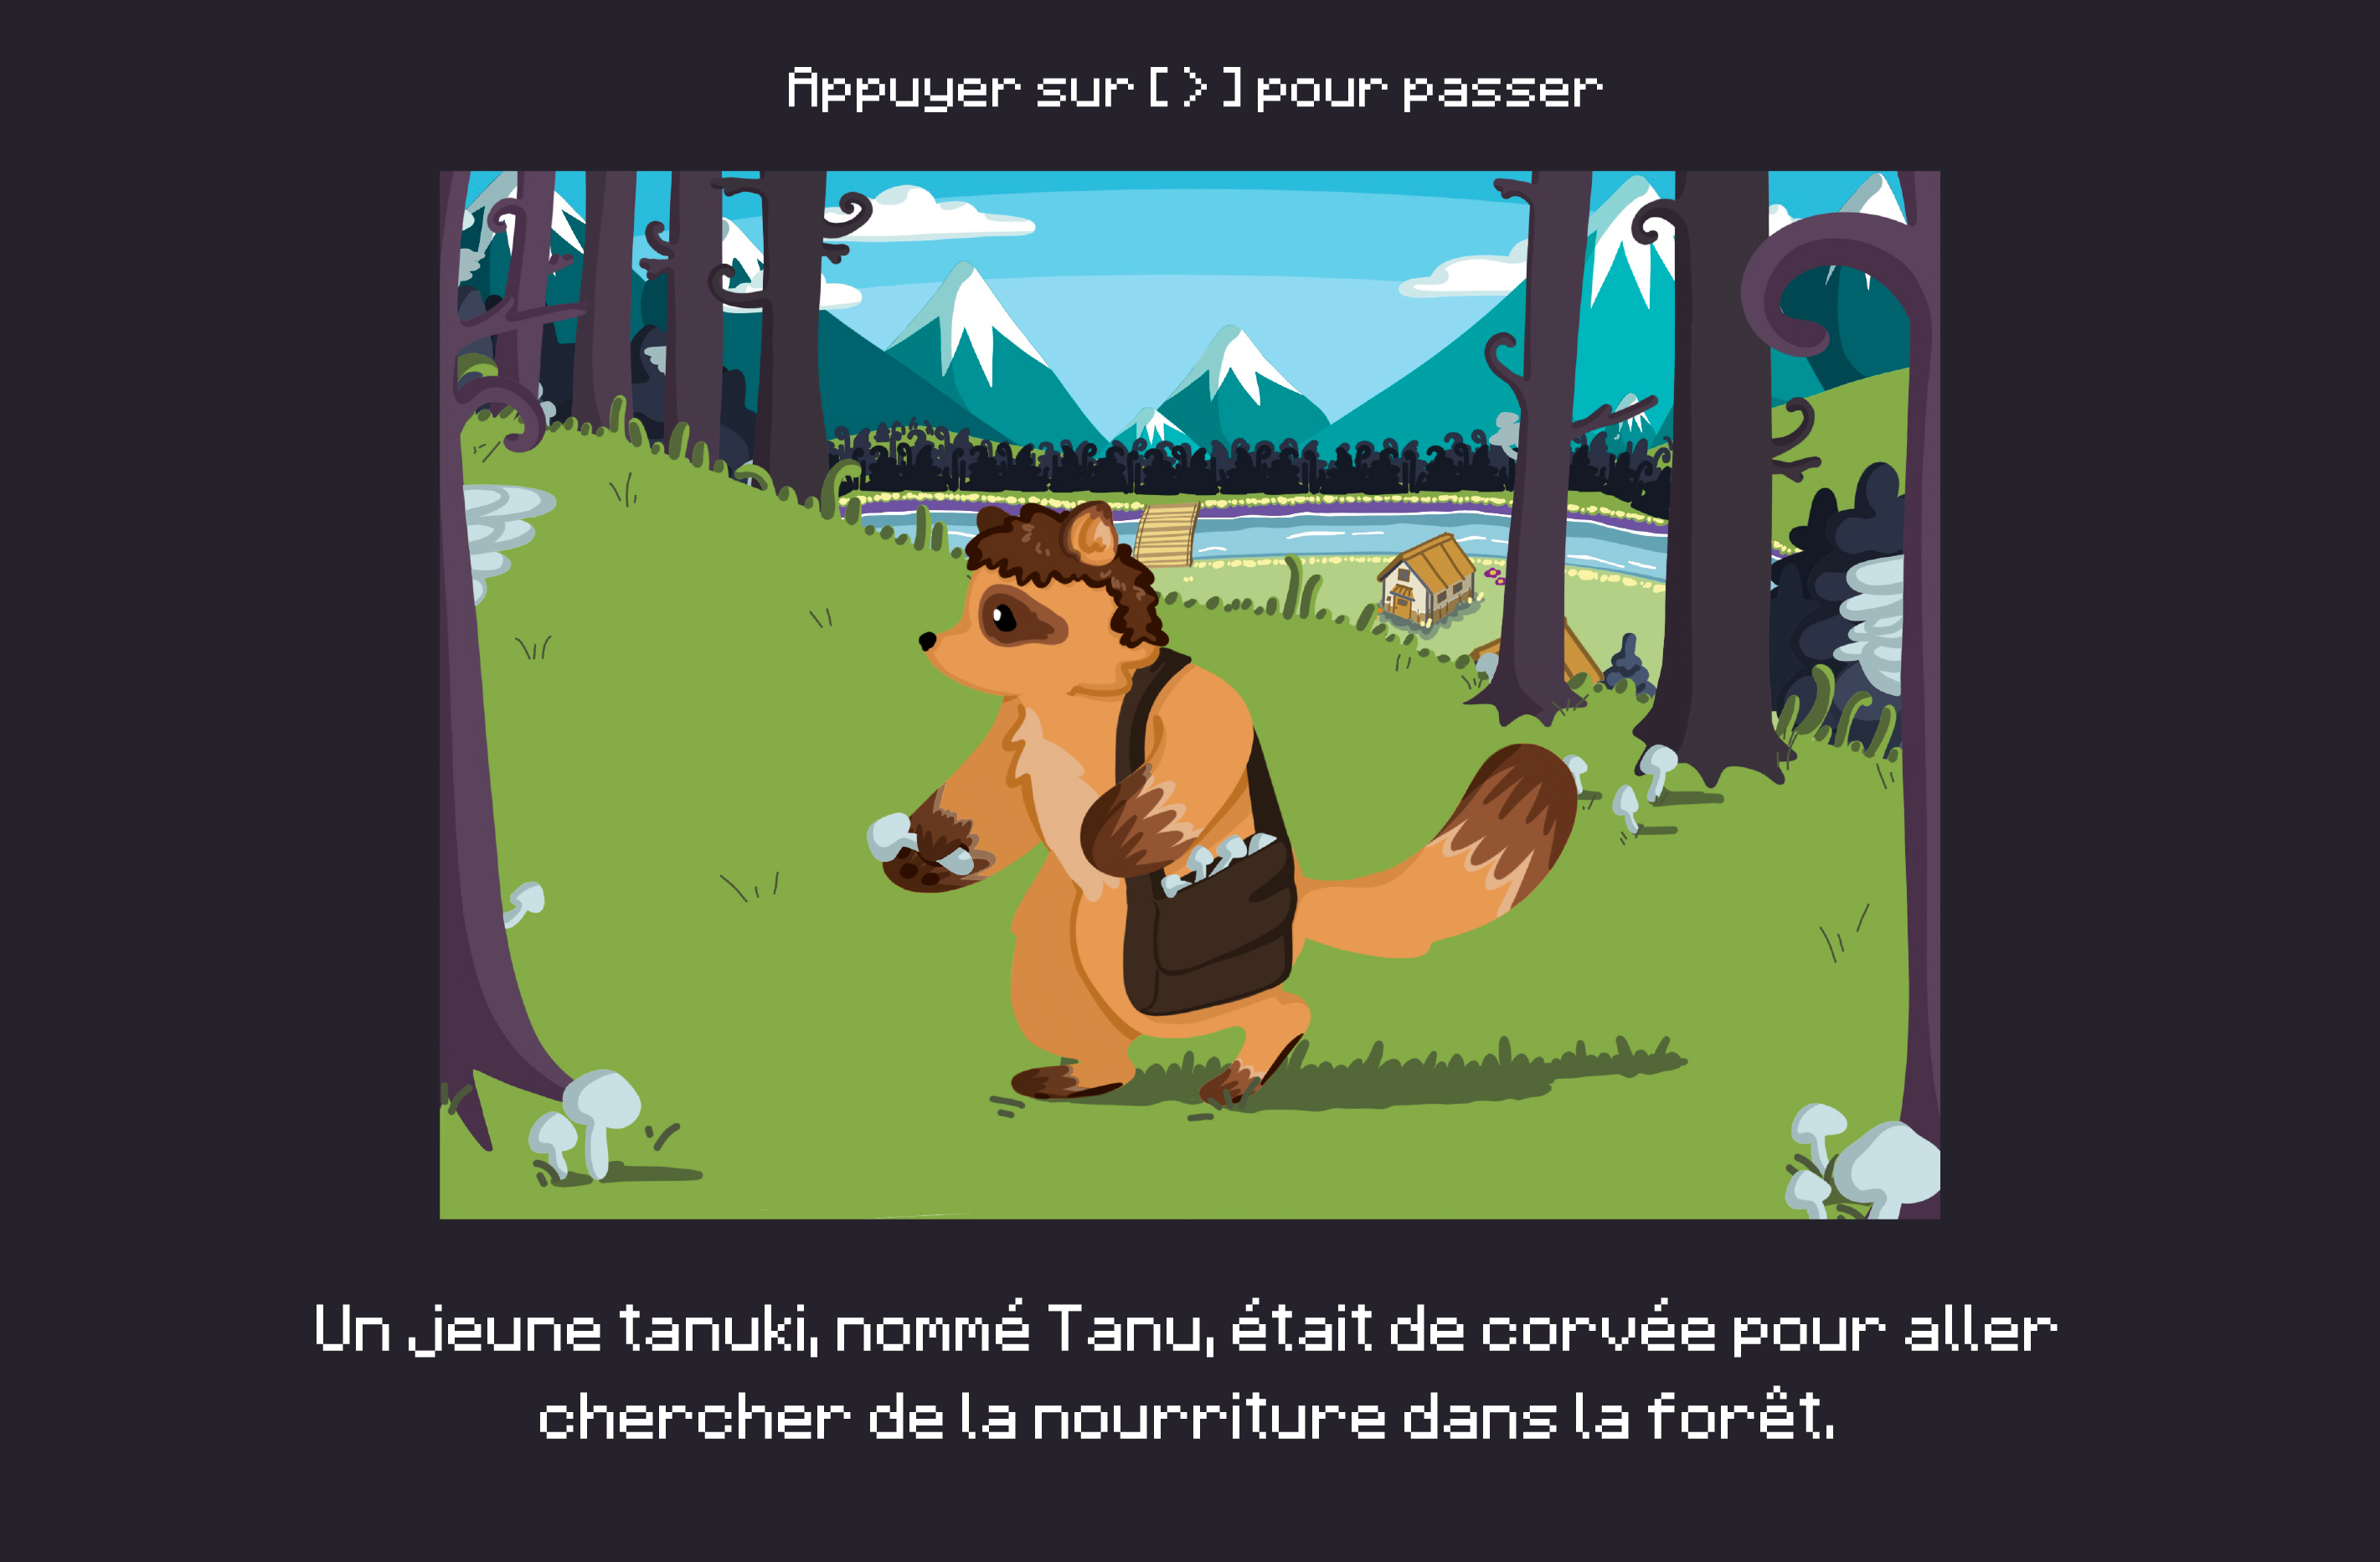 Appuyer sur [>] pour passer
Un jeune tanuki, nommé Tanu, était de corvée pour aller
chercher de la nourriture dans la forêt.